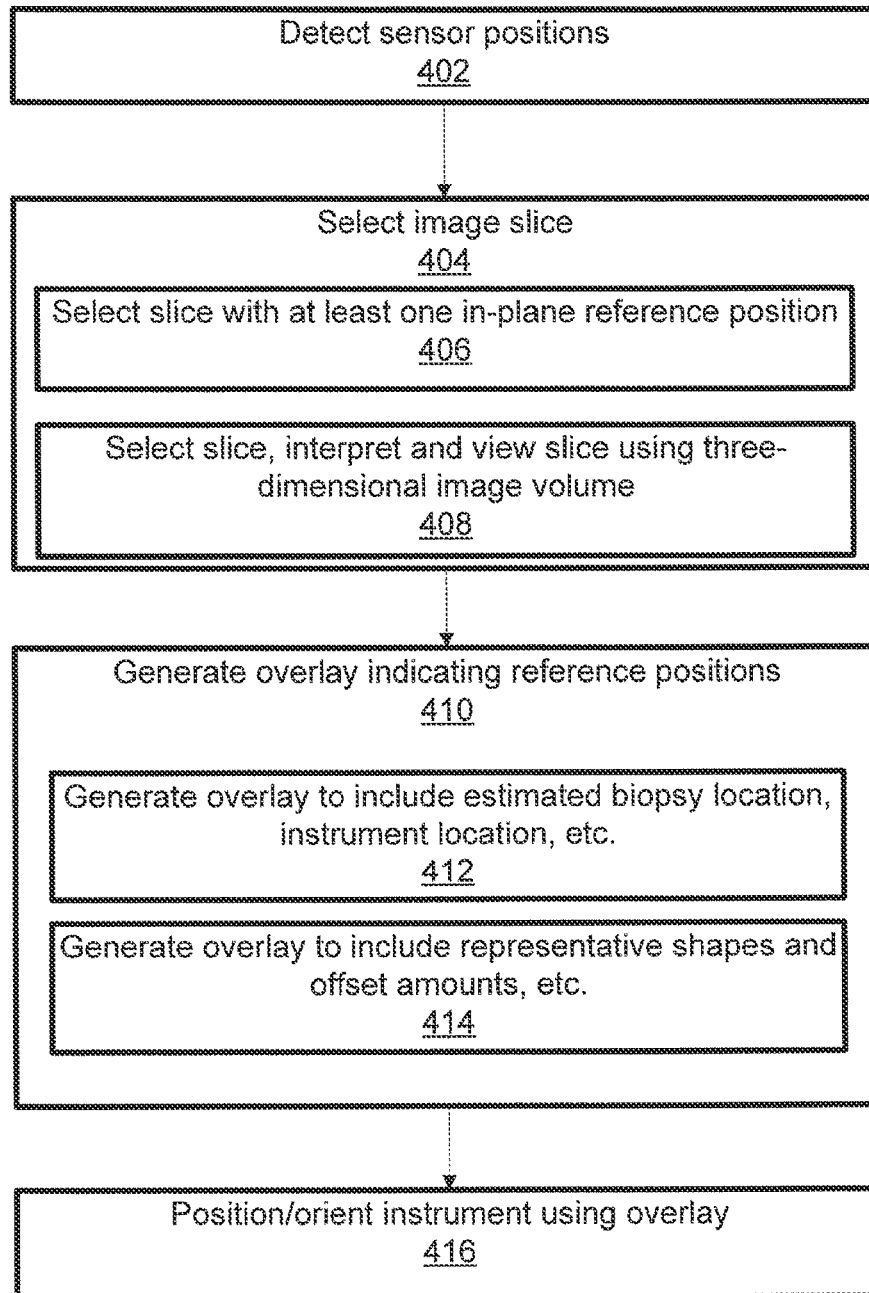 Detect sensor positions
402
Select image slice
404
Select slice with at least one in-plane reference position
406
Select slice, interpret and view slice using three-
dimensional image volume
408
Generate overlay indicating reference positions
410
Generate overlay to include estimated biopsy location,
instrument location, etc.
412
Generate overlay to include representative shapes and
offset amounts, etc.
414
Position/orient instrument using overlay
416